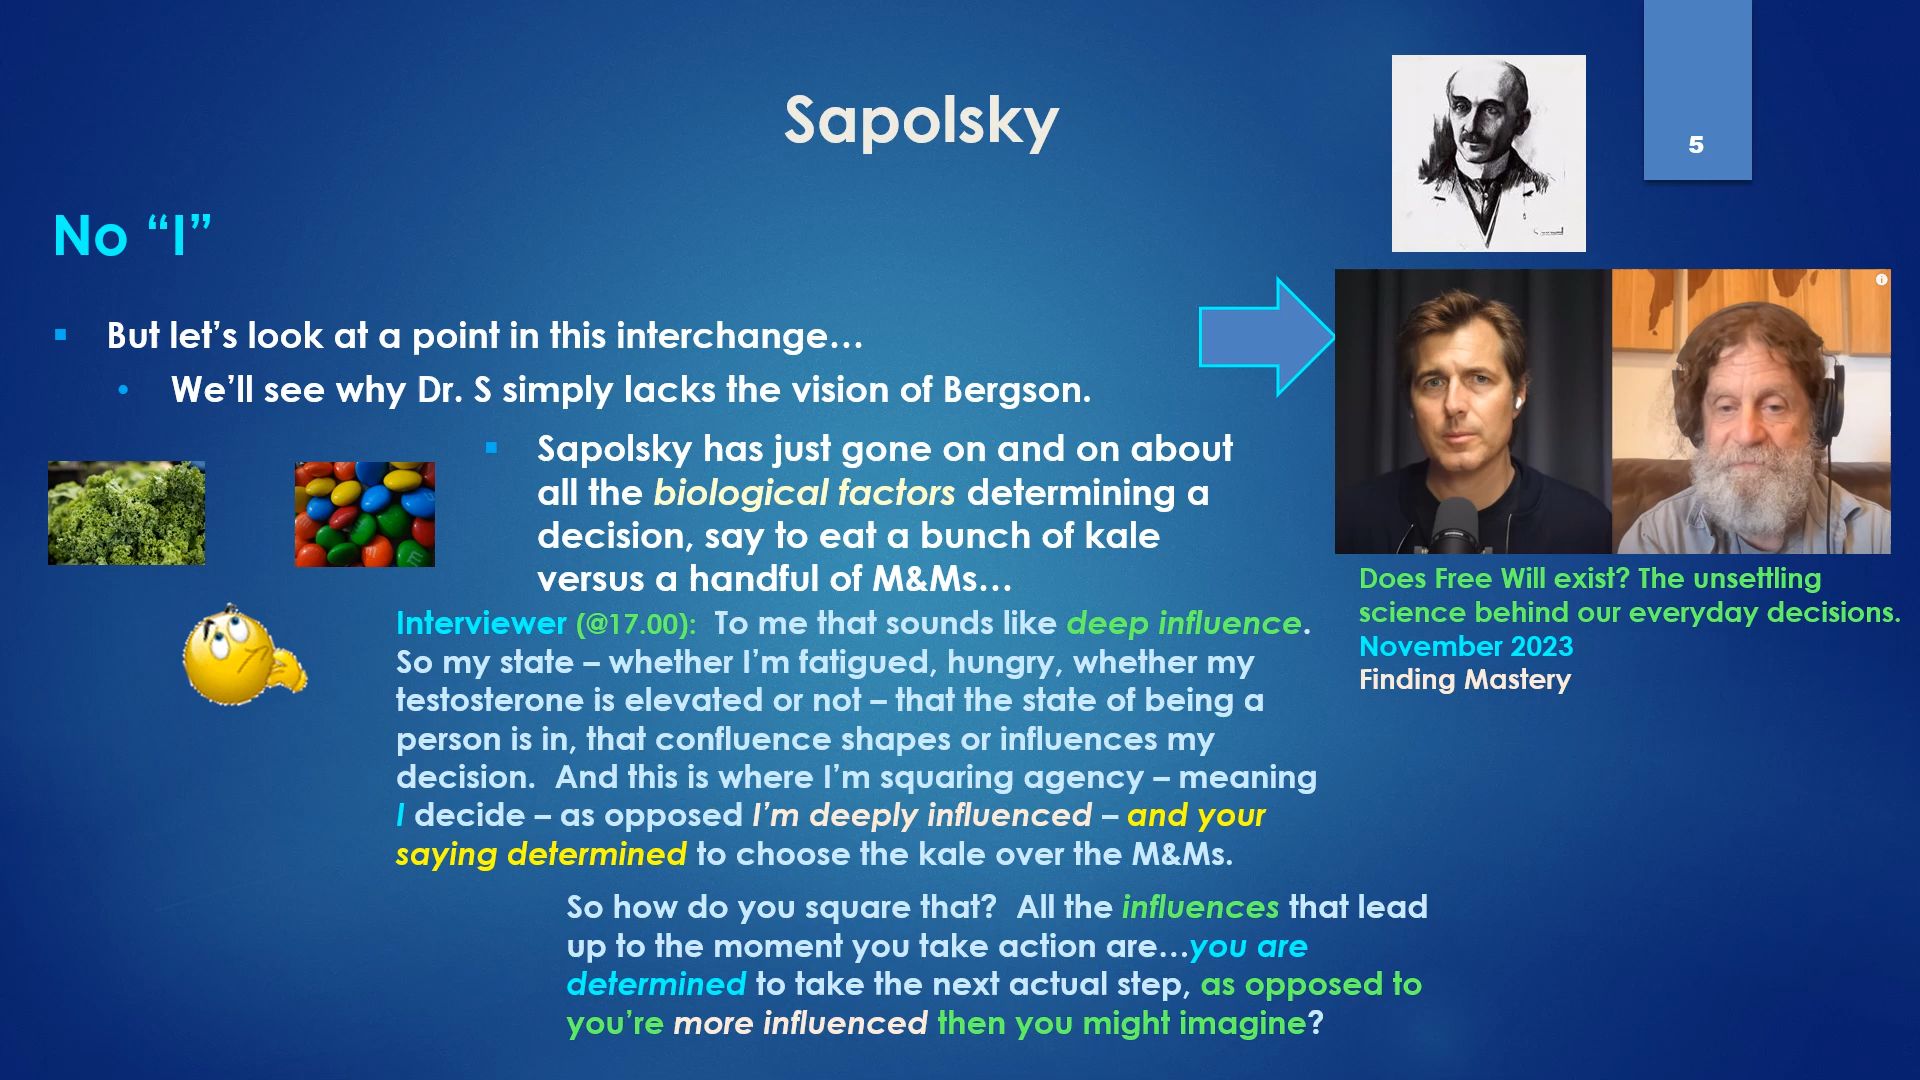 Sapolsky
5
No “I”
But let’s look at a point in this interchange…
We’ll see why Dr. S simply lacks the vision of Bergson.
Sapolsky has just gone on and on about
all the biological factors determining a
decision, say to eat a bunch of kale
versus a handful of M&Ms…
Interviewer (@17.00): To me that sounds like deep influence.
So my state – whether I’m fatigued, hungry, whether my
testosterone is elevated or not – that the state of being a
person is in, that confluence shapes or influences my
decision. And this is where I’m squaring agency – meaning
I decide – as opposed I’m deeply influenced – and your
saying determined to choose the kale over the M&Ms.
So how do you square that? All the influences that lead
up to the moment you take action are…you are
determined to take the next actual step, as opposed to
you’re more influenced then you might imagine?
Does Free Will exist? The unsettling
science behind our everyday decisions.
November 2023
Finding Mastery